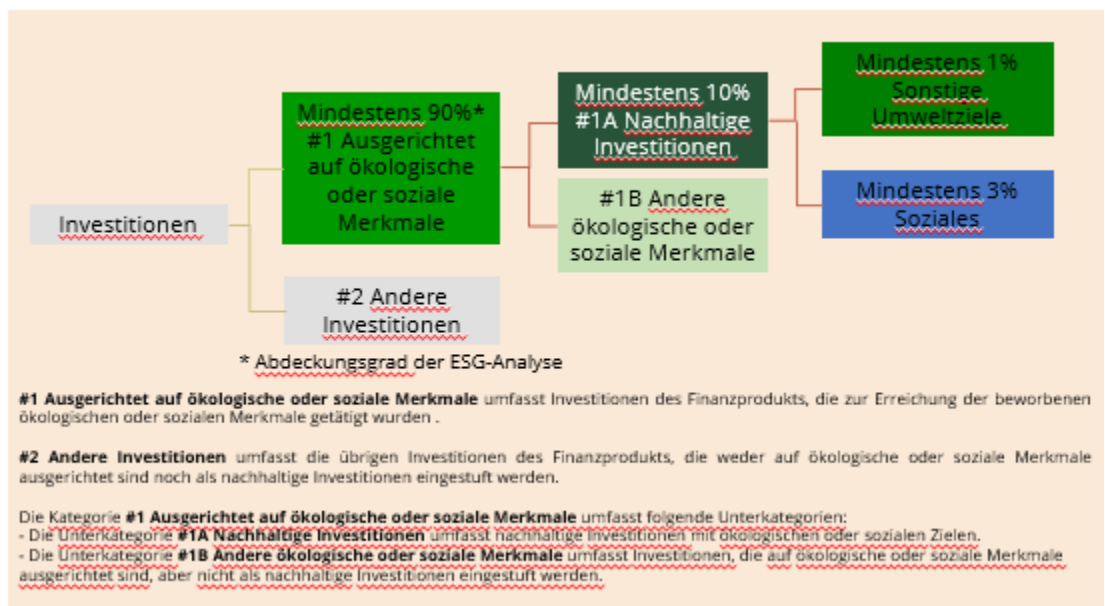 Investitionen
Mindestens 90%*
#1 Ausgerichtet
auf ökologische
oder soziale
Merkmale
#2 Andere
Investitionen
Mindestens 10%
#1A Nachhaltige
Investitionen
#1B Andere
ökologische oder
soziale Merkmale
Mindestens 1%
Sonstige
Umweltziele
Mindestens 3%
Soziales
* Abdeckungsgrad der ESG-Analyse
#1 Ausgerichtet auf ökologische oder soziale Merkmale umfasst Investitionen des Finanzprodukts, die zur Erreichung der beworbenen
ökologischen oder sozialen Merkmale getätigt wurden .
#2 Andere Investitionen umfasst die übrigen Investitionen des Finanzprodukts, die weder auf ökologische oder soziale Merkmale
ausgerichtet sind noch als nachhaltige Investitionen eingestuft werden.
Die Kategorie #1 Ausgerichtet auf ökologische oder soziale Merkmale umfasst folgende Unterkategorien:
- Die Unterkategorie #1A Nachhaltige Investitionen umfasst nachhaltige Investitionen mit ökologischen oder sozialen Zielen.
- Die Unterkategorie #1B Andere ökologische oder soziale Merkmale umfasst Investitionen, die auf ökologische oder soziale Merkmale
ausgerichtet sind, aber nicht als nachhaltige Investitionen eingestuft werden.